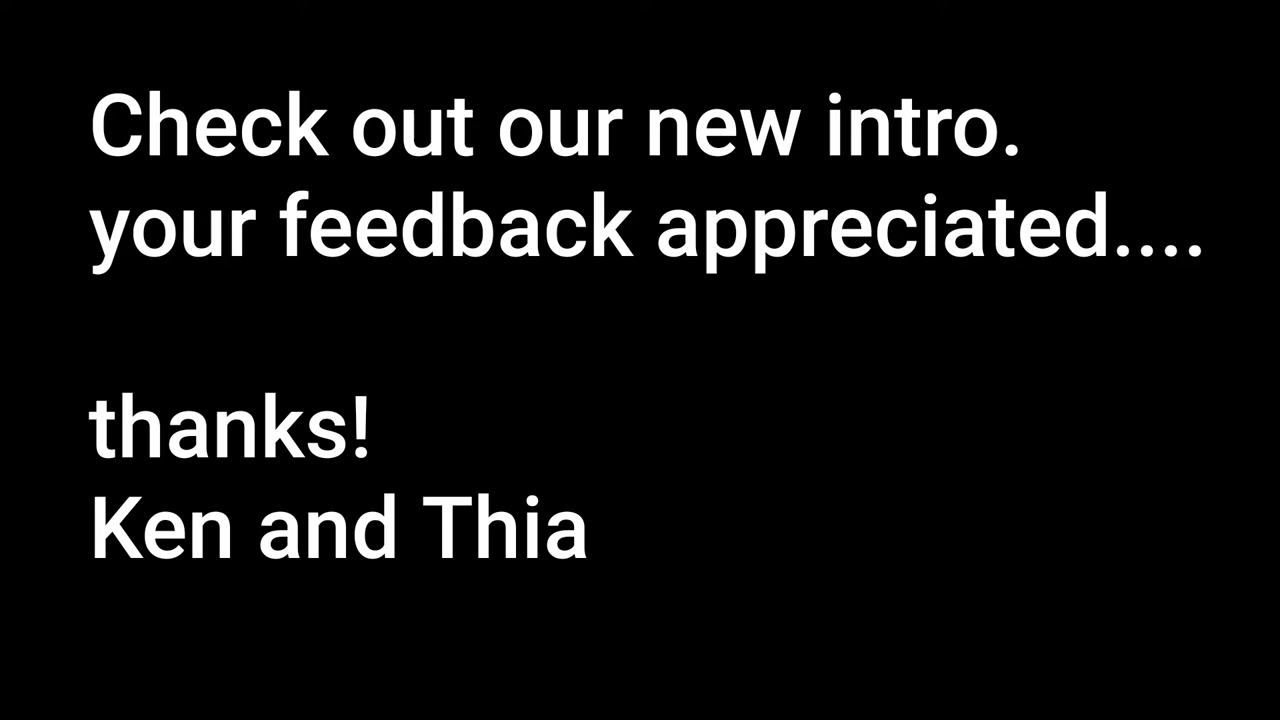 Check out our new intro.
your feedback appreciated....
thanks!
Ken and Thia